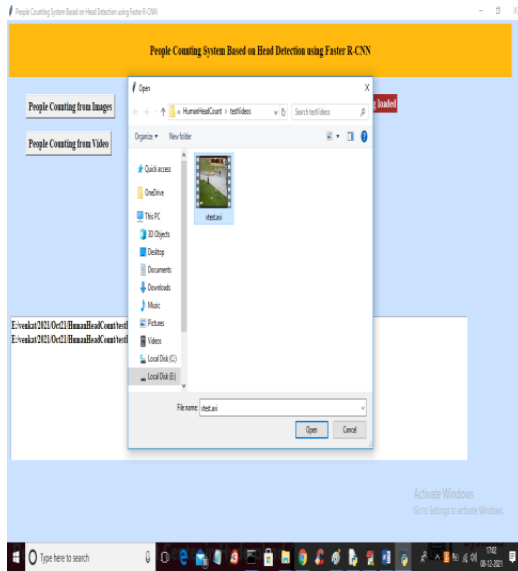 People Counting System Based on Head Detection using Faster R-CNN
People Counting System Based on Head Detection using Faster R-CNN
Open
People Counting from Images
« HumanHeadCount › testVideos
Search testVideos
loaded
Organize
New folder
People Counting from Video
Quick access
OneDrive
This PC
3D Objects
Desktop
Documents
Downloads
Music
Pictures
Videos
Local Disk (C:)
Local Disk (E:)
vtest.avi
E:/venkat/2021/Oct21/HumanHeadCount/test
E:/venkat/2021/Oct21/HumanHeadCount/test
File name: vtest.avi
Open
Cancel
Activate Windows
Go to Settings to activate Windows.
Type here to search
17:42
08-12-2021